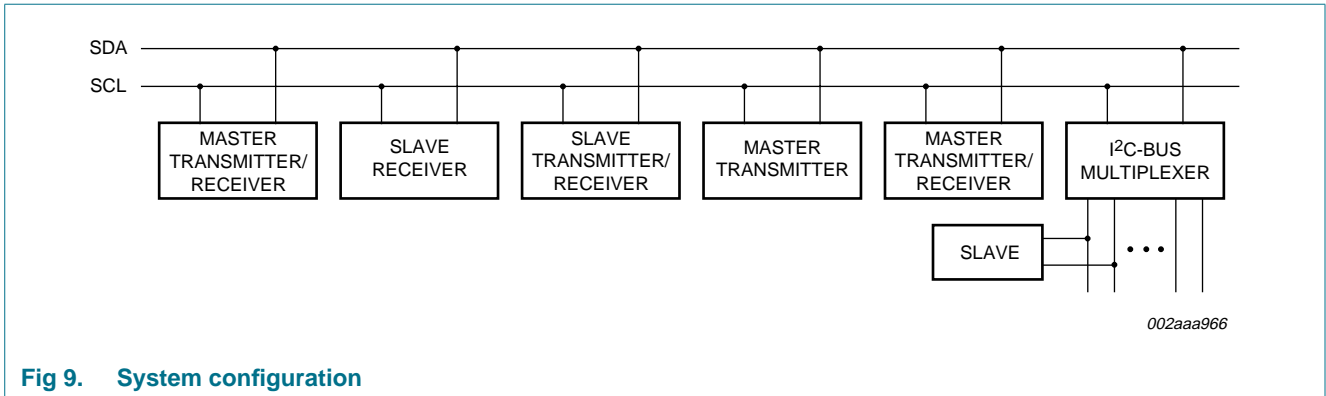 SDA
SCL
MASTER
TRANSMITTER/
RECEIVER
SLAVE
RECEIVER
SLAVE
TRANSMITTER/
RECEIVER
MASTER
TRANSMITTER
MASTER
TRANSMITTER/
RECEIVER
I²C-BUS
MULTIPLEXER
SLAVE
002aaa966
Fig 9. System configuration